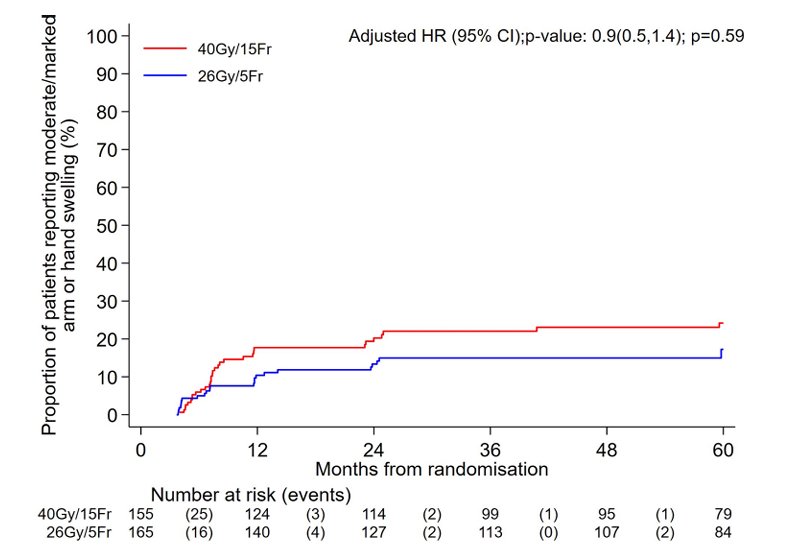 Adjusted HR (95% CI);p-value: 0.9(0.5,1.4); p=0.59
40Gy/15Fr
26Gy/5Fr
Proportion of patients reporting moderate/marked
arm or hand swelling (%)
100
90
80
70
60
50
40
30
20
10
0
0 12 24 36 48 60
Months from randomisation
Number at risk (events)
40Gy/15Fr 155 (25) 124 (3) 114 (2) 99 (1) 95 (1) 79
26Gy/5Fr 165 (16) 140 (4) 127 (2) 113 (0) 107 (2) 84